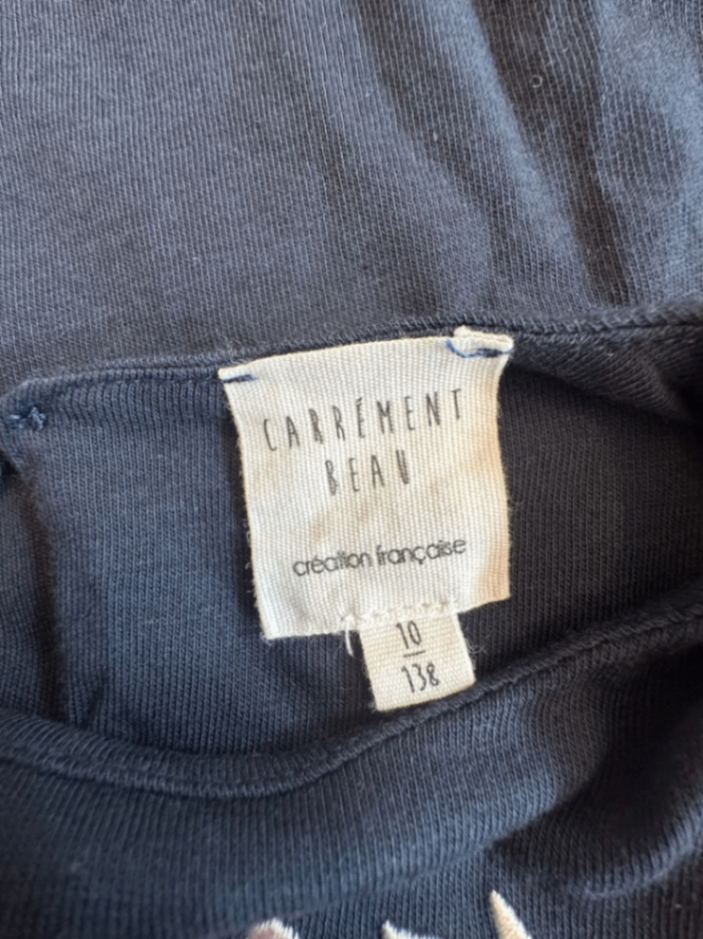 CARRÉMENT
BEAU
création française
10
138